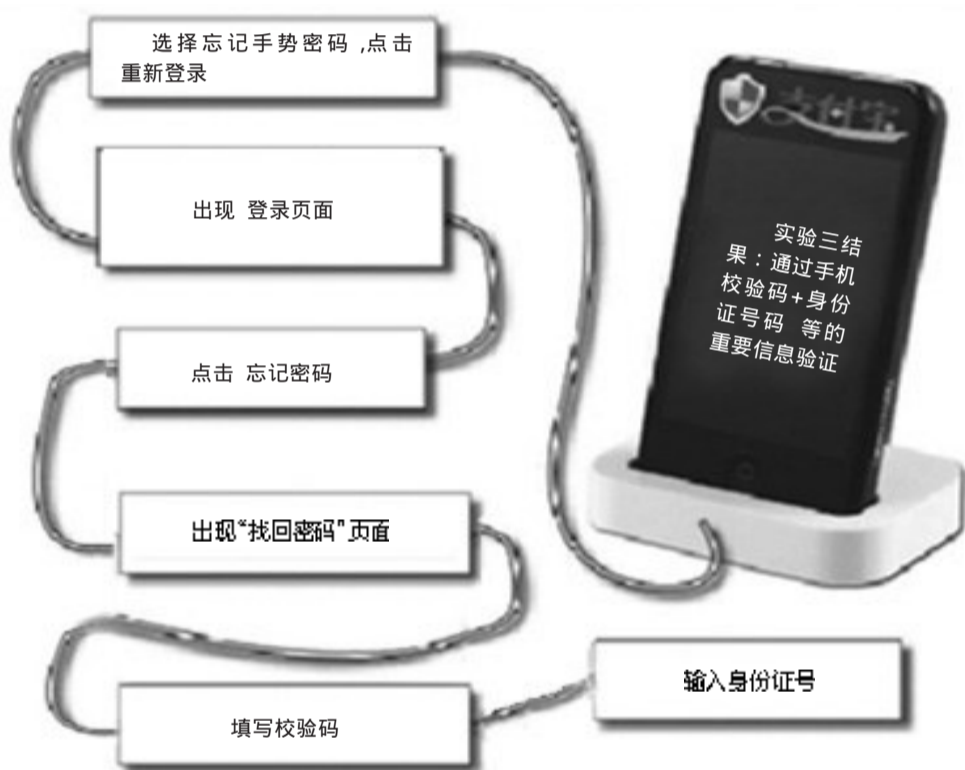 选择忘记手势密码,点击
重新登录
出现 登录页面
点击 忘记密码
出现“找回密码”页面
填写校验码
输入身份证号
支付宝
实验三结
果:通过手机
校验码+身份
证号码 等的
重要信息验证